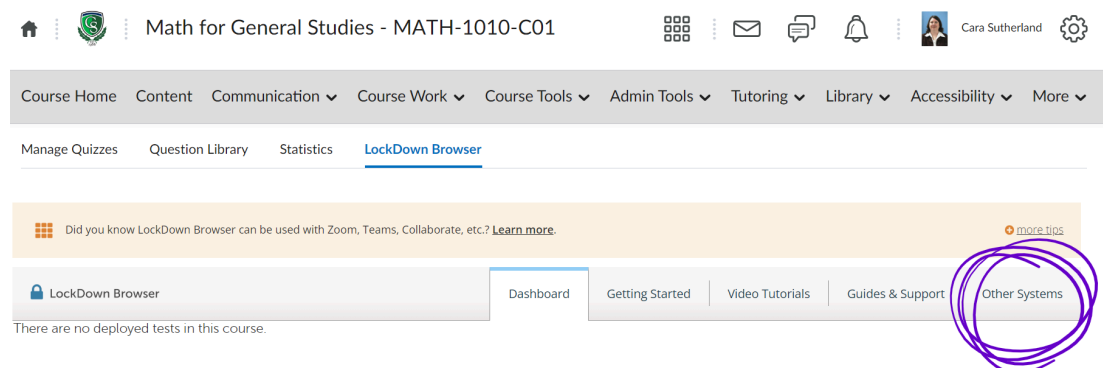 Math for General Studies - MATH-1010-C01
Cara Sutherland
Course Home Content Communication Course Work Course Tools Admin Tools Tutoring Library Accessibility More
Manage Quizzes Question Library Statistics LockDown Browser
Did you know LockDown Browser can be used with Zoom, Teams, Collaborate, etc.? Learn more. more tips
LockDown Browser Dashboard Getting Started Video Tutorials Guides & Support Other Systems
There are no deployed tests in this course.